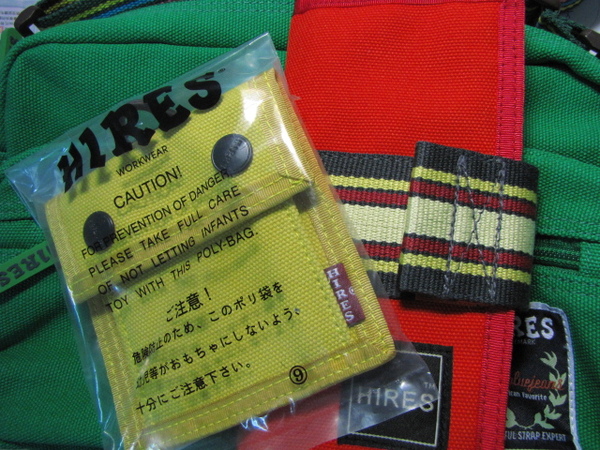 HIRES
WORKWEAR
CAUTION!
FOR PREVENTION OF DANGER
PLEASE TAKE FULL CARE
OF NOT LETTING INFANTS
TOY WITH THIS POLY-BAG.
ご注意！
危険防止のため、このポリ袋を
幼児等がおもちゃにしないよう、
十分にご注意下さい。
⑨
HIRES®
HIRES
HIRES™
HIRES
STRAP EXPERT